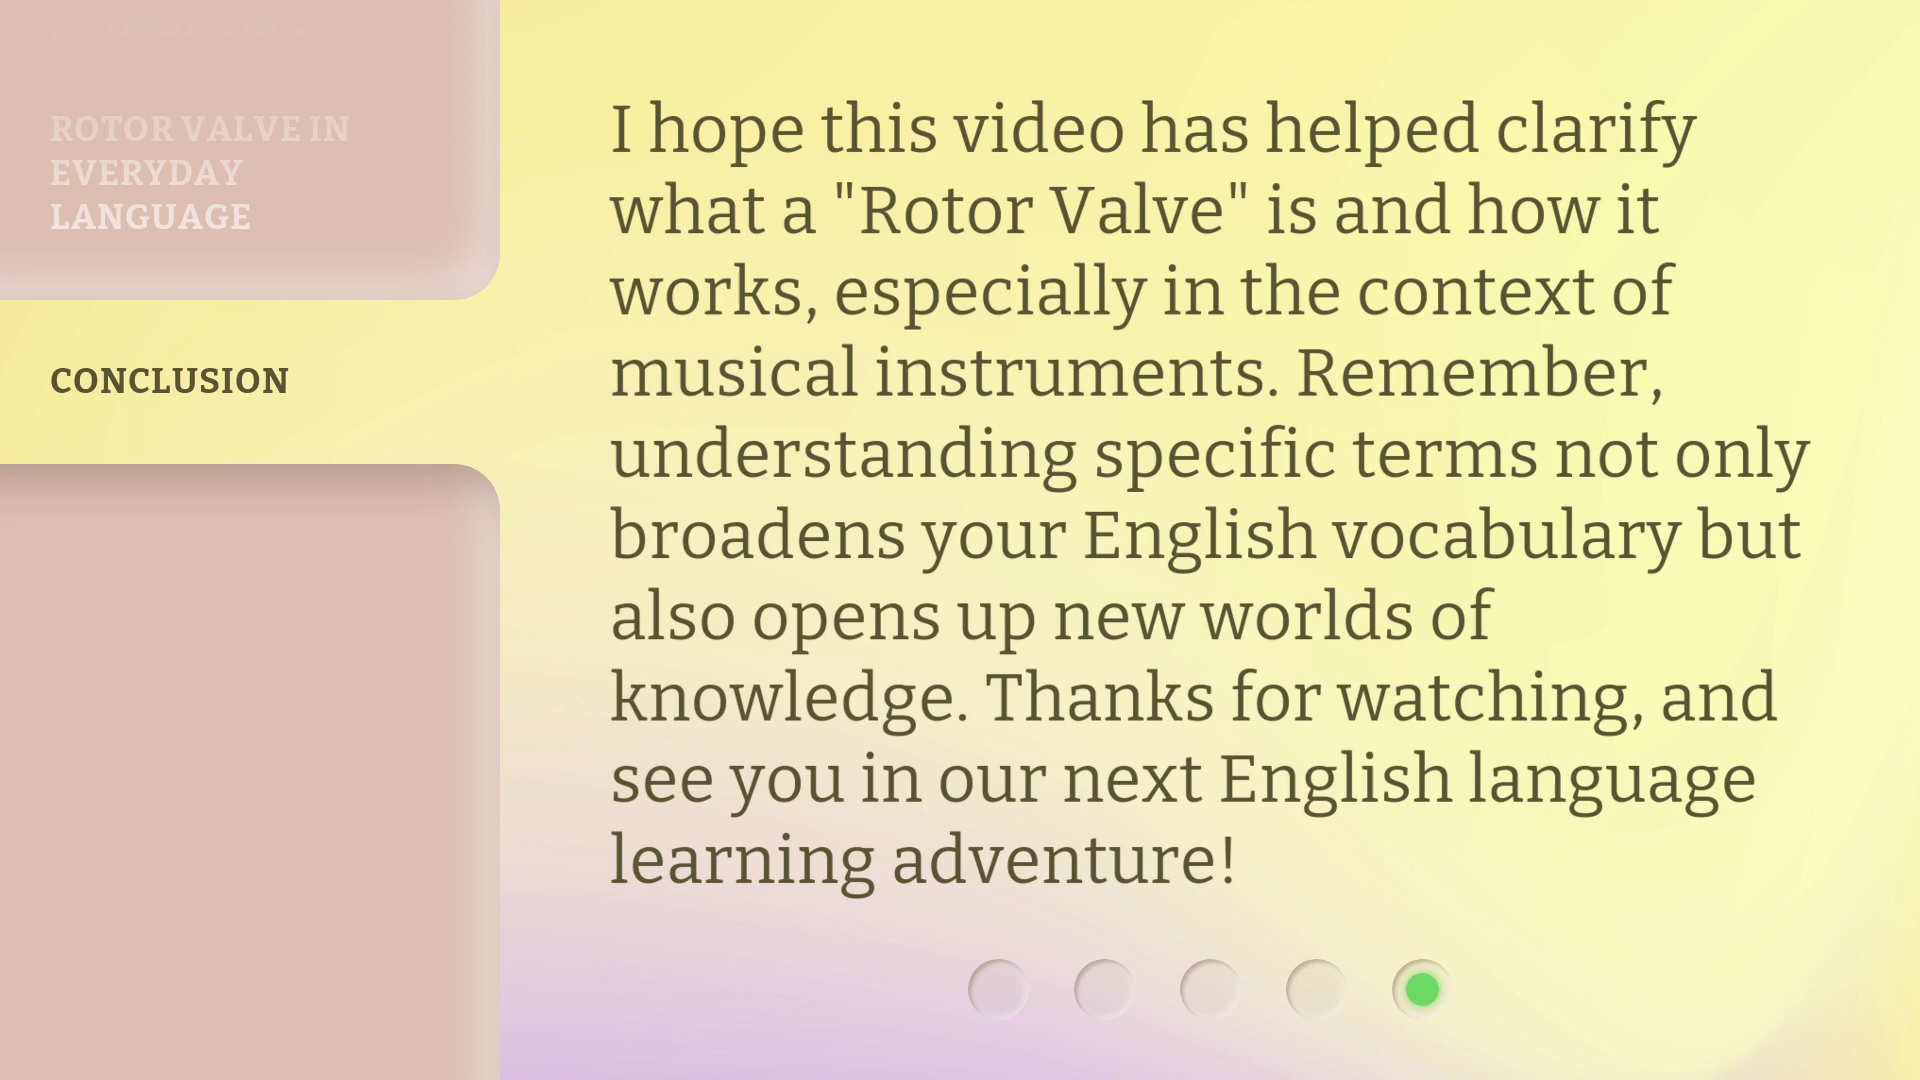 A ROTOR VALVE
ROTOR VALVE IN
EVERYDAY
LANGUAGE
CONCLUSION
I hope this video has helped clarify
what a "Rotor Valve" is and how it
works, especially in the context of
musical instruments. Remember,
understanding specific terms not only
broadens your English vocabulary but
also opens up new worlds of
knowledge. Thanks for watching, and
see you in our next English language
learning adventure!